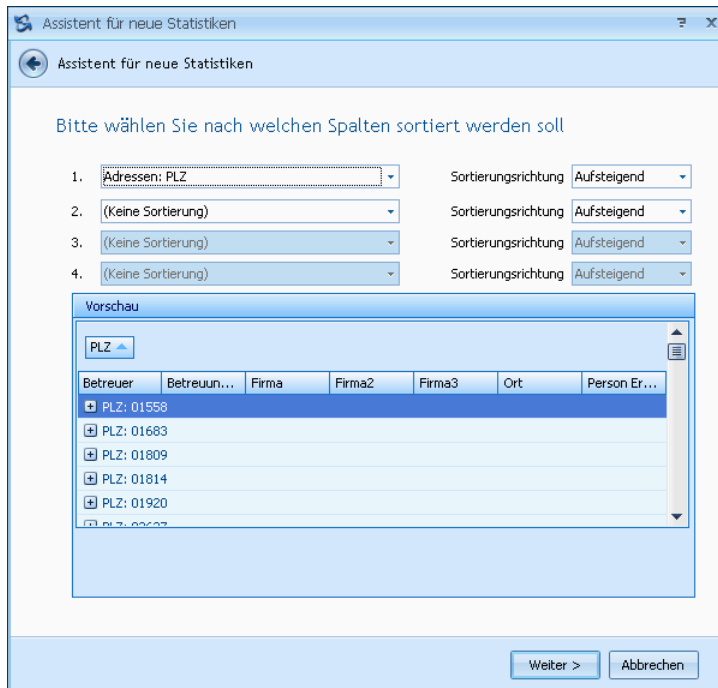 Assistent für neue Statistiken
Assistent für neue Statistiken
Bitte wählen Sie nach welchen Spalten sortiert werden soll
1. Adressen: PLZ Sortierungsrichtung Aufsteigend
2. (Keine Sortierung) Sortierungsrichtung Aufsteigend
3. (Keine Sortierung) Sortierungsrichtung Aufsteigend
4. (Keine Sortierung) Sortierungsrichtung Aufsteigend
Vorschau
PLZ
Betreuer Betreuun... Firma Firma2 Firma3 Ort Person Er...
PLZ: 01558
PLZ: 01683
PLZ: 01809
PLZ: 01814
PLZ: 01920
Weiter > Abbrechen